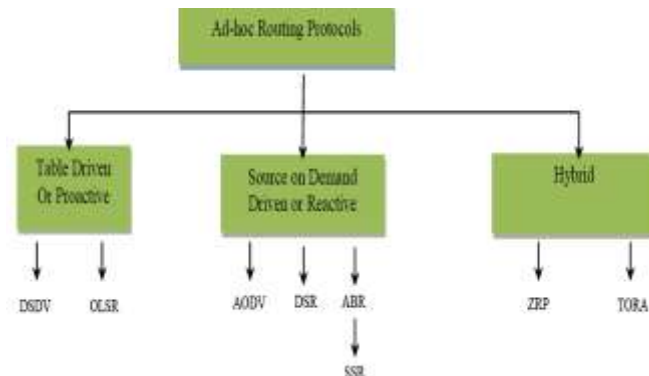 Ad-hoc Routing Protocols
Table Driven
Or Proactive
Source on Demand
Driven or Reactive
Hybrid
DSDV
OLSR
AODV
DSR
ABR
ZRP
TORA
SSR